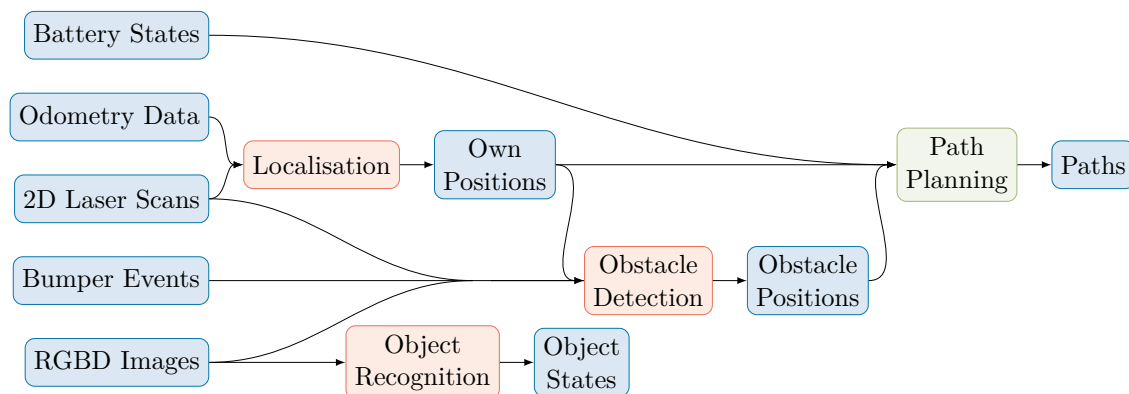 Battery States
Odometry Data
2D Laser Scans
Bumper Events
RGBD Images
Localisation
Own
Positions
Obstacle
Detection
Obstacle
Positions
Object
Recognition
Object
States
Path
Planning
Paths